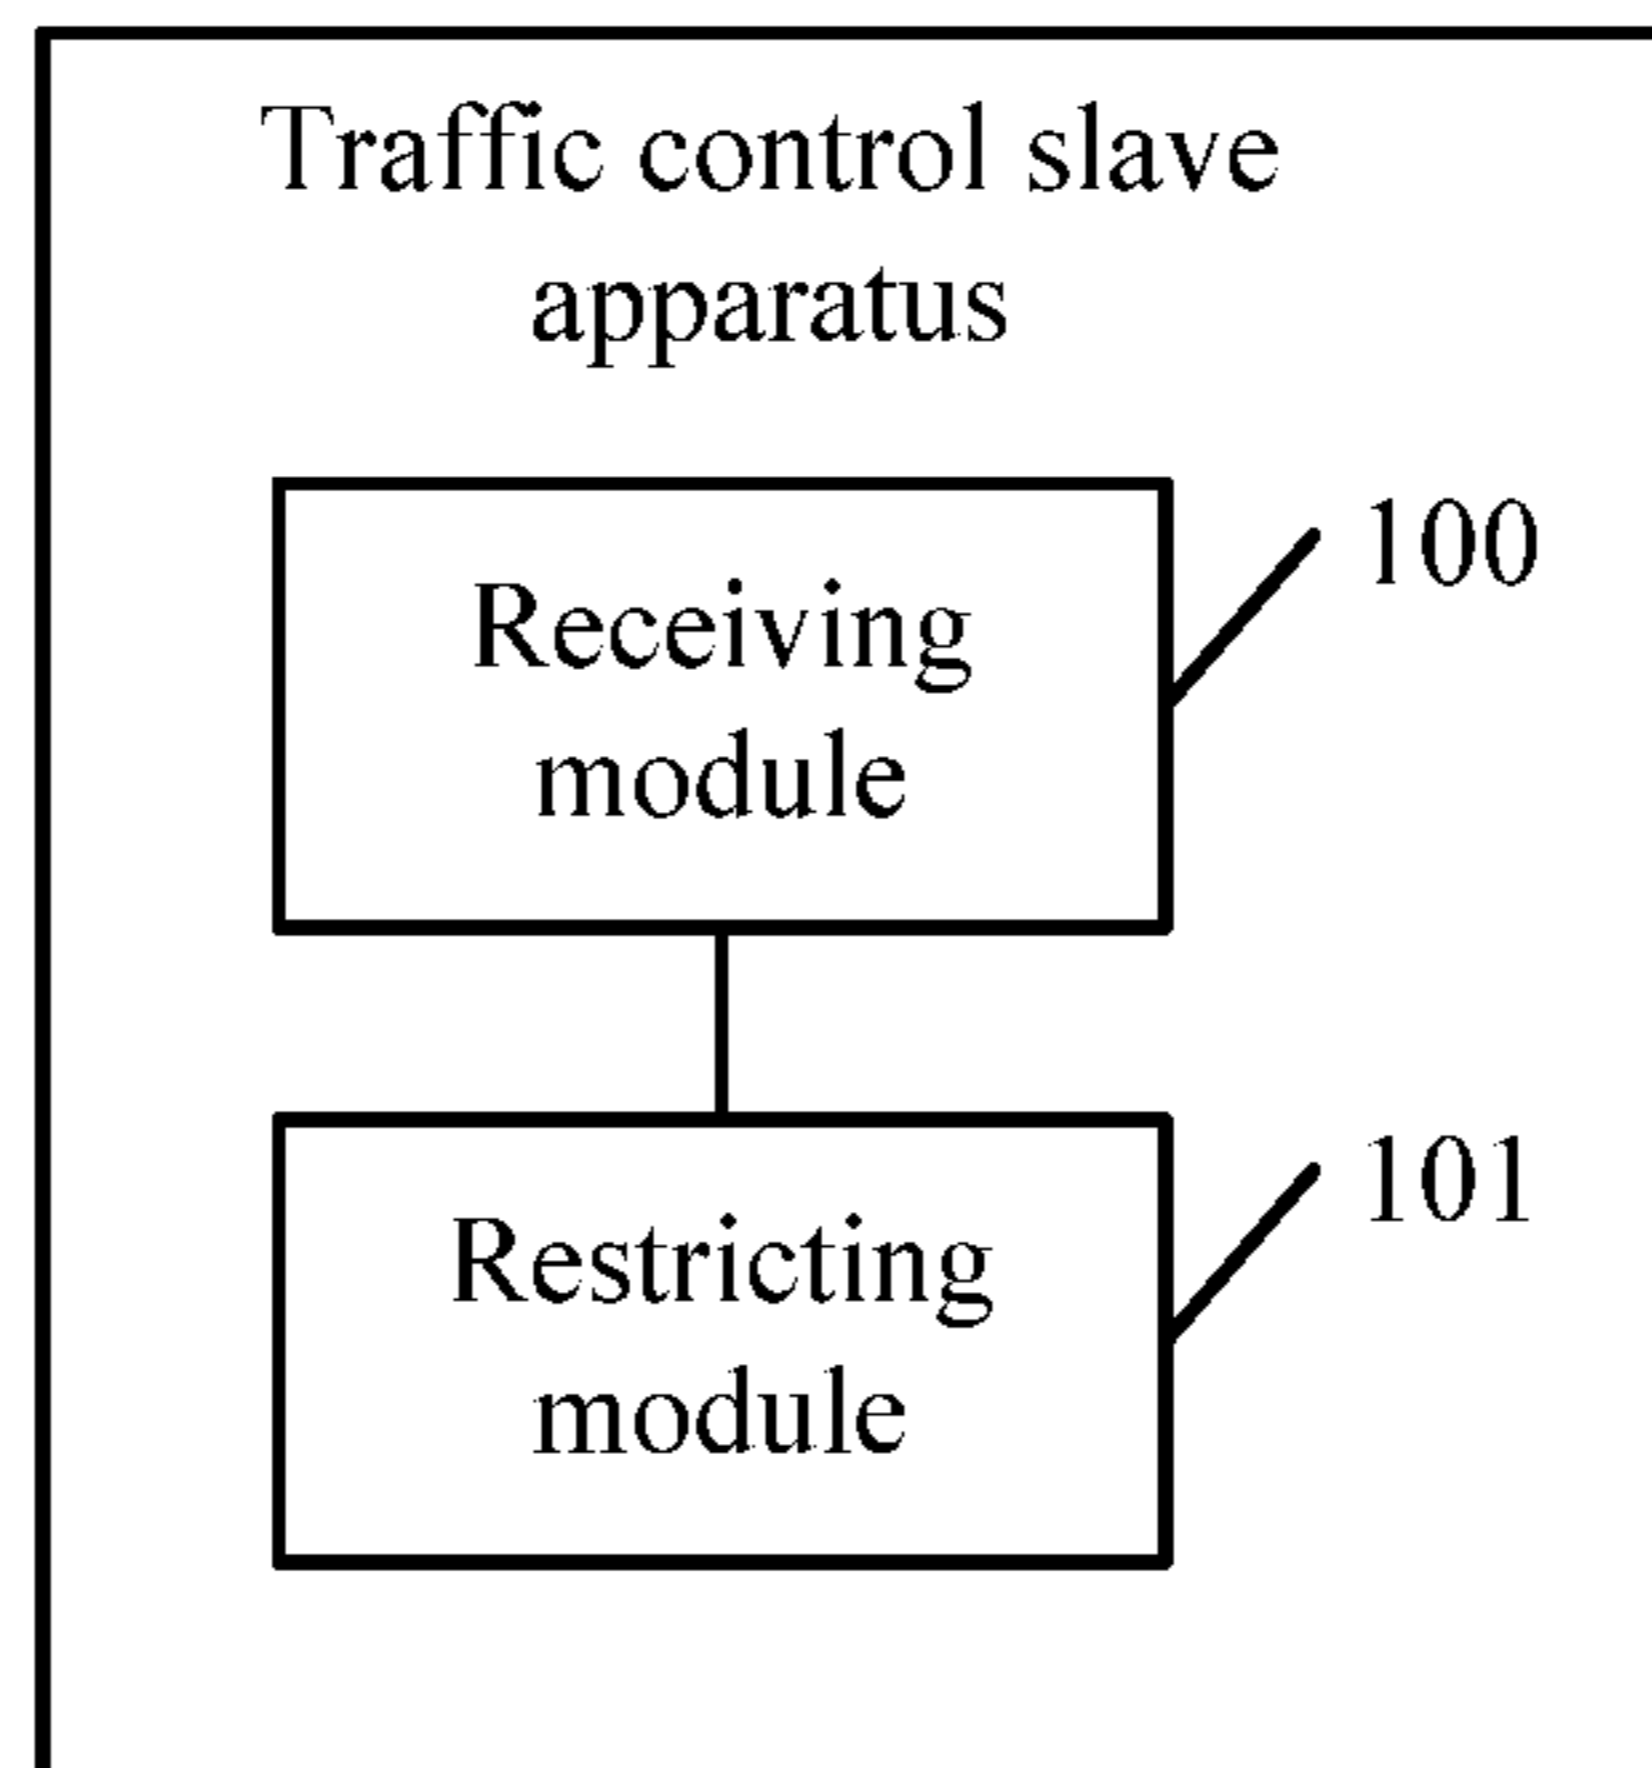 Traffic control slave
apparatus
Receiving
module
100
Restricting
module
101